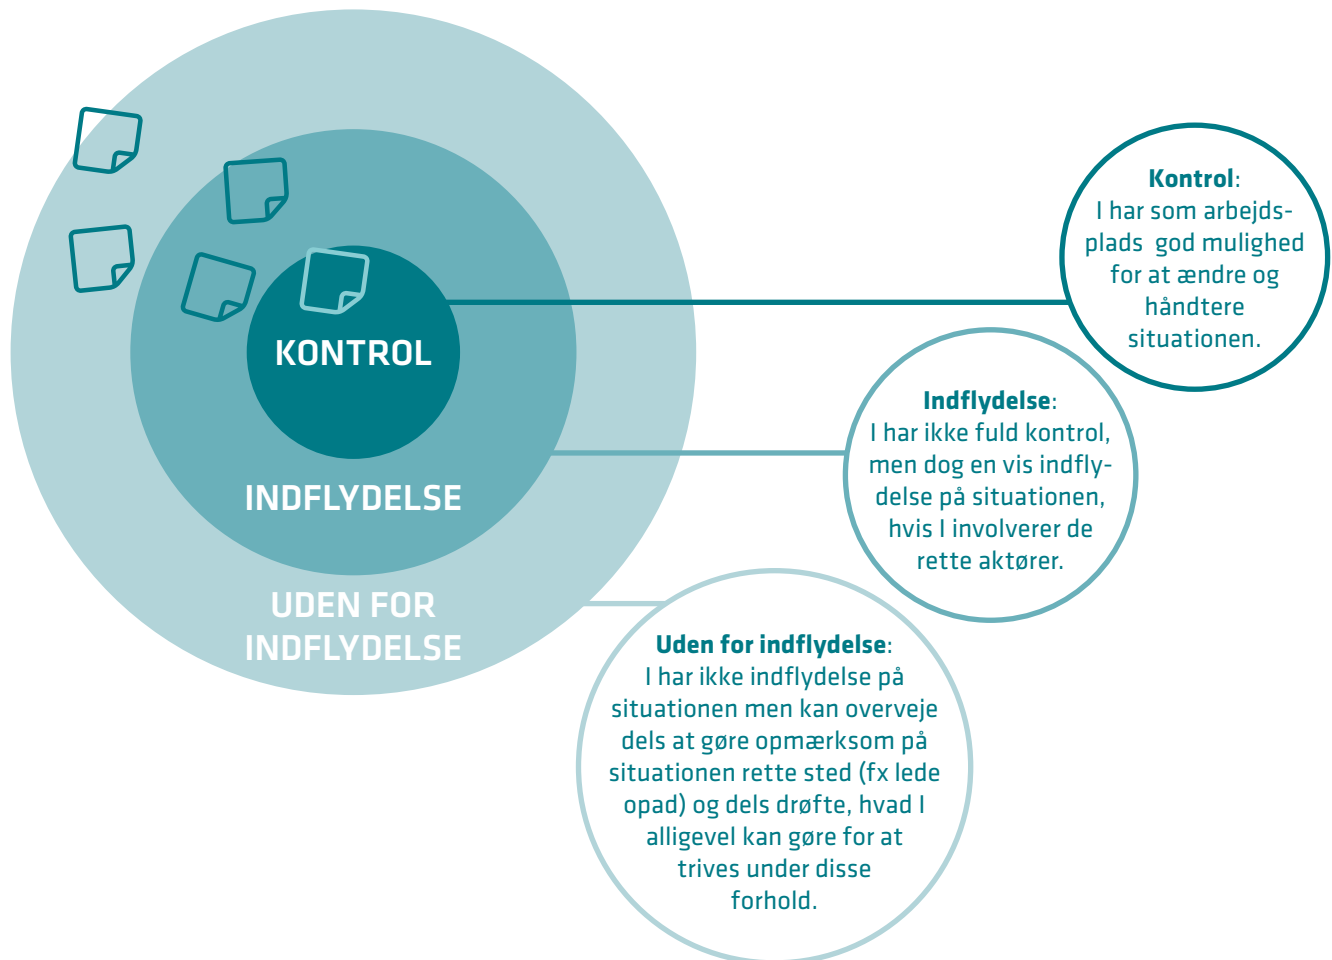 KONTROL
INDFLYDELSE
UDEN FOR
INDFLYDELSE
Kontrol:
I har som arbejds-
plads god mulighed
for at ændre og
håndtere
situationen.
Indflydelse:
I har ikke fuld kontrol,
men dog en vis indfly-
delse på situationen,
hvis I involverer de
rette aktører.
Uden for indflydelse:
I har ikke indflydelse på
situationen men kan overveje
dels at gøre opmærksom på
situationen rette sted (fx lede
opad) og dels drøfte, hvad I
alligevel kan gøre for at
trives under disse
forhold.